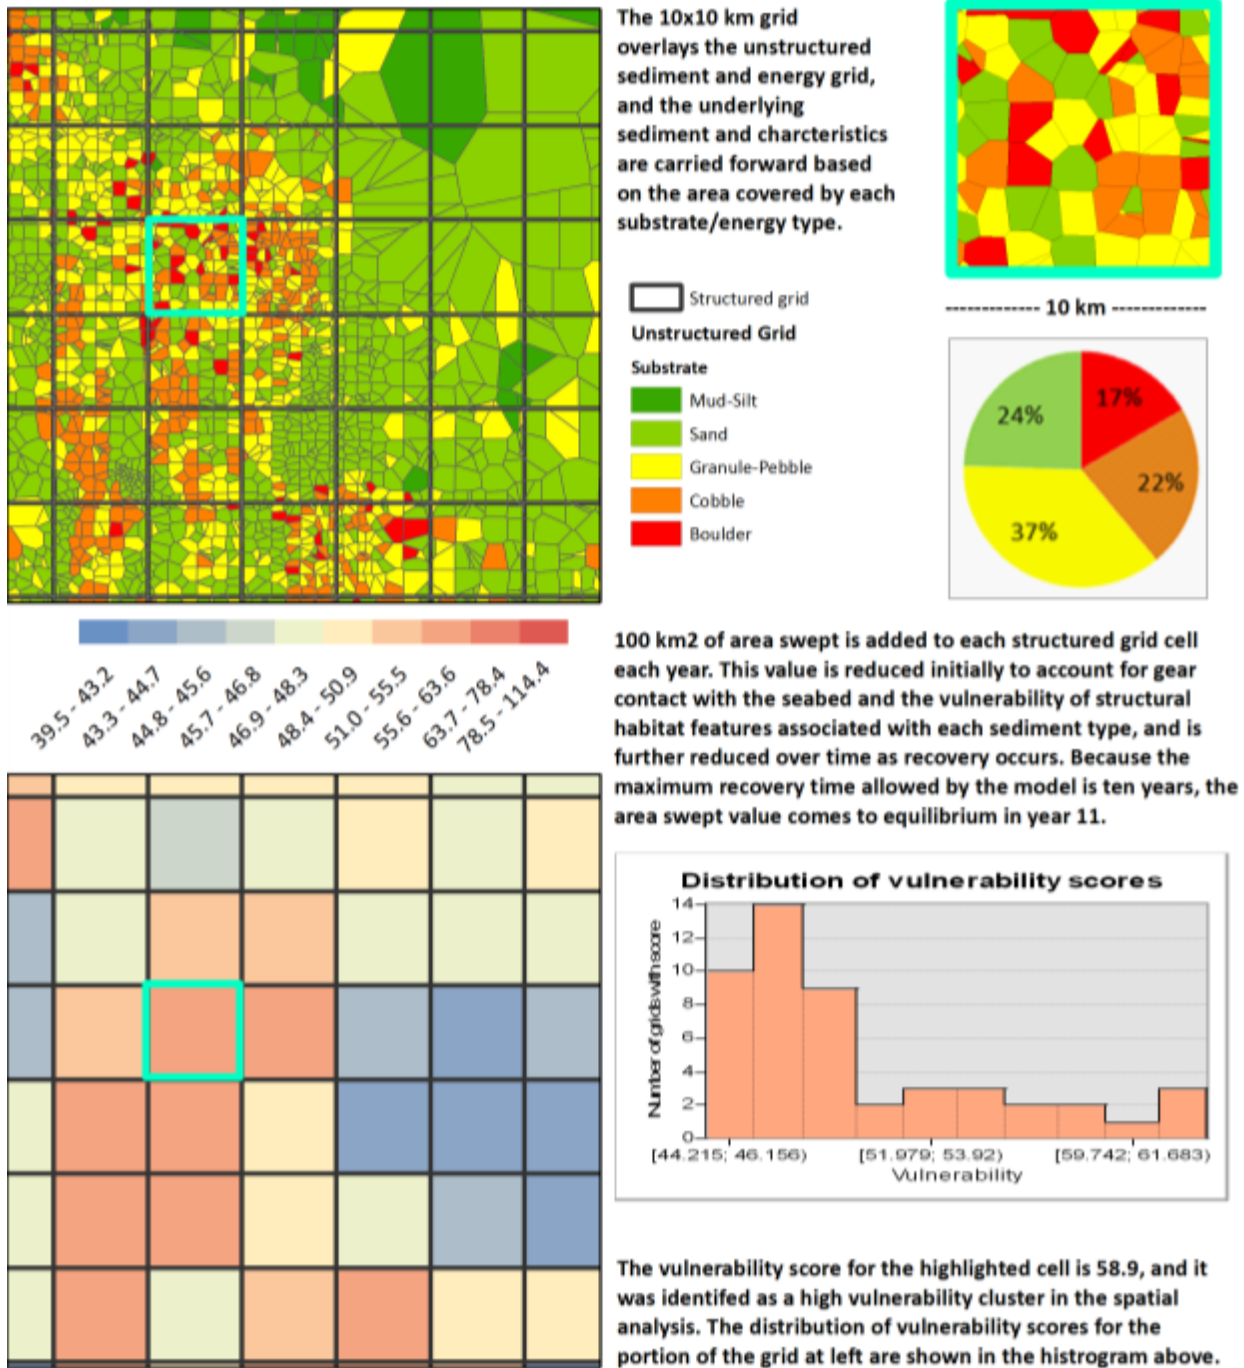 The 10x10 km grid
overlays the unstructured
sediment and energy grid,
and the underlying
sediment and charcteristics
are carried forward based
on the area covered by each
substrate/energy type.
------------- 10 km -------------
Structured grid
Unstructured Grid
Substrate
Mud-Silt
Sand
Granule-Pebble
Cobble
Boulder
17%
24%
22%
37%
39.5 - 43.2
43.3 - 44.7
44.8 - 45.6
45.7 - 46.8
46.9 - 48.3
48.4 - 50.9
51.0 - 55.5
55.6 - 63.6
63.7 - 78.4
78.5 - 114.4
100 km2 of area swept is added to each structured grid cell
each year. This value is reduced initially to account for gear
contact with the seabed and the vulnerability of structural
habitat features associated with each sediment type, and is
further reduced over time as recovery occurs. Because the
maximum recovery time allowed by the model is ten years, the
area swept value comes to equilibrium in year 11.
Distribution of vulnerability scores
Number of grids with score
14
12
10
8
6
4
2
0
[44.215; 46.156) [51.979; 53.92) [59.742; 61.683)
Vulnerability
The vulnerability score for the highlighted cell is 58.9, and it
was identifed as a high vulnerability cluster in the spatial
analysis. The distribution of vulnerability scores for the
portion of the grid at left are shown in the histrogram above.